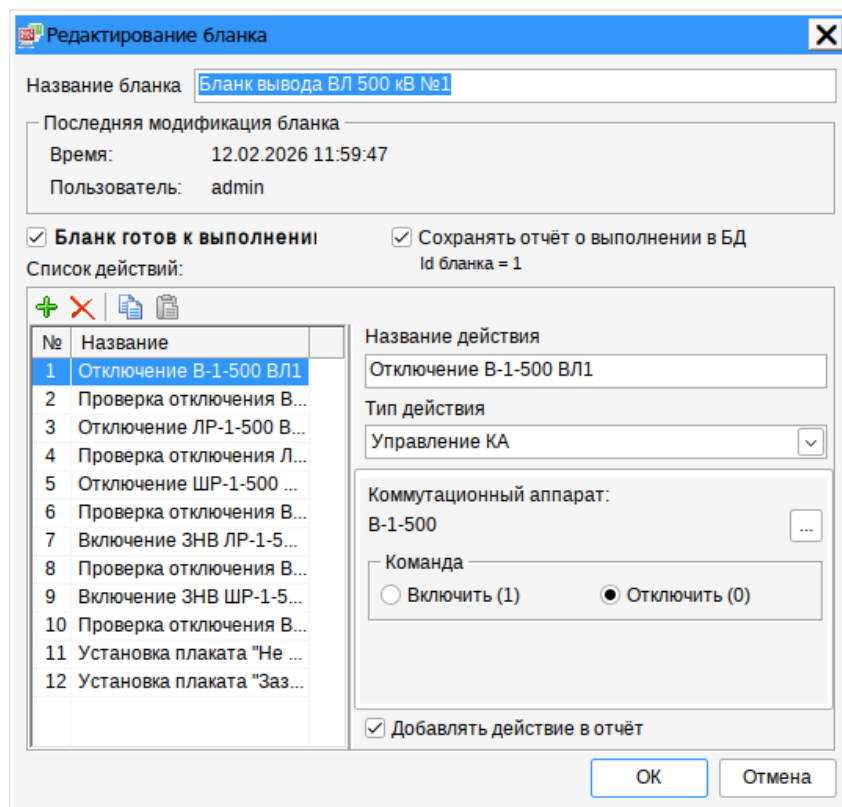 Редактирование бланка
Название бланка Бланк вывода ВЛ 500 кВ №1
Последняя модификация бланка
Время: 12.02.2026 11:59:47
Пользователь: admin
Бланк готов к выполнени
Сохранять отчёт о выполнении в БД
Список действий:
Id бланка = 1
№ Название
1 Отключение В-1-500 ВЛ1
2 Проверка отключения В...
3 Отключение ЛР-1-500 В...
4 Проверка отключения Л...
5 Отключение ШР-1-500 ...
6 Проверка отключения В...
7 Включение ЗНВ ЛР-1-5...
8 Проверка отключения В...
9 Включение ЗНВ ШР-1-5...
10 Проверка отключения В...
11 Установка плаката "Не ...
12 Установка плаката "Заз...
Название действия
Отключение В-1-500 ВЛ1
Тип действия
Управление КА
Коммутационный аппарат:
В-1-500 ...
Команда
Включить (1) Отключить (0)
Добавлять действие в отчёт
ОК Отмена